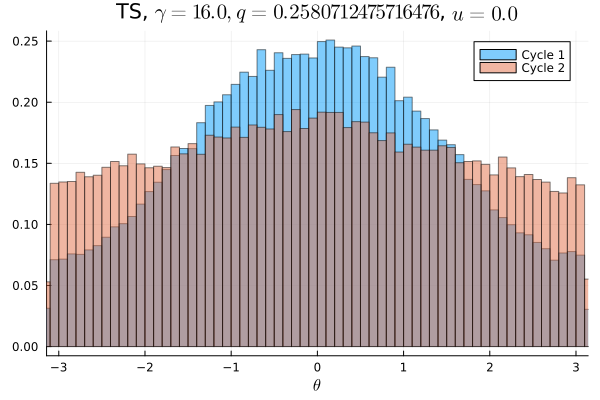 TS, γ = 16.0, q = 0.2580712475716476, u = 0.0
Cycle 1
Cycle 2
0.25
0.20
0.15
0.10
0.05
0.00
−3 −2 −1 0 1 2 3
θ